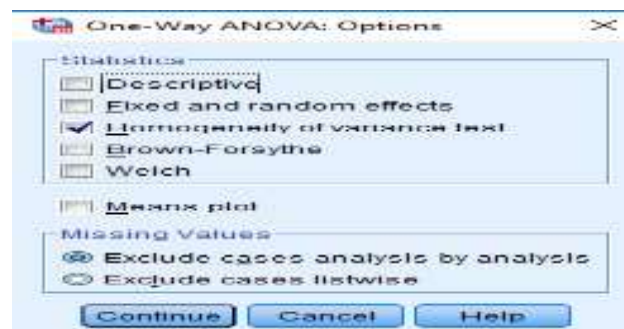 One-Way ANOVA: Options
Statistics
Descriptive
Fixed and random effects
Homogeneity of variance test
Brown-Forsythe
Welch
Means plot
Missing Values
Exclude cases analysis by analysis
Exclude cases listwise
Continue Cancel Help